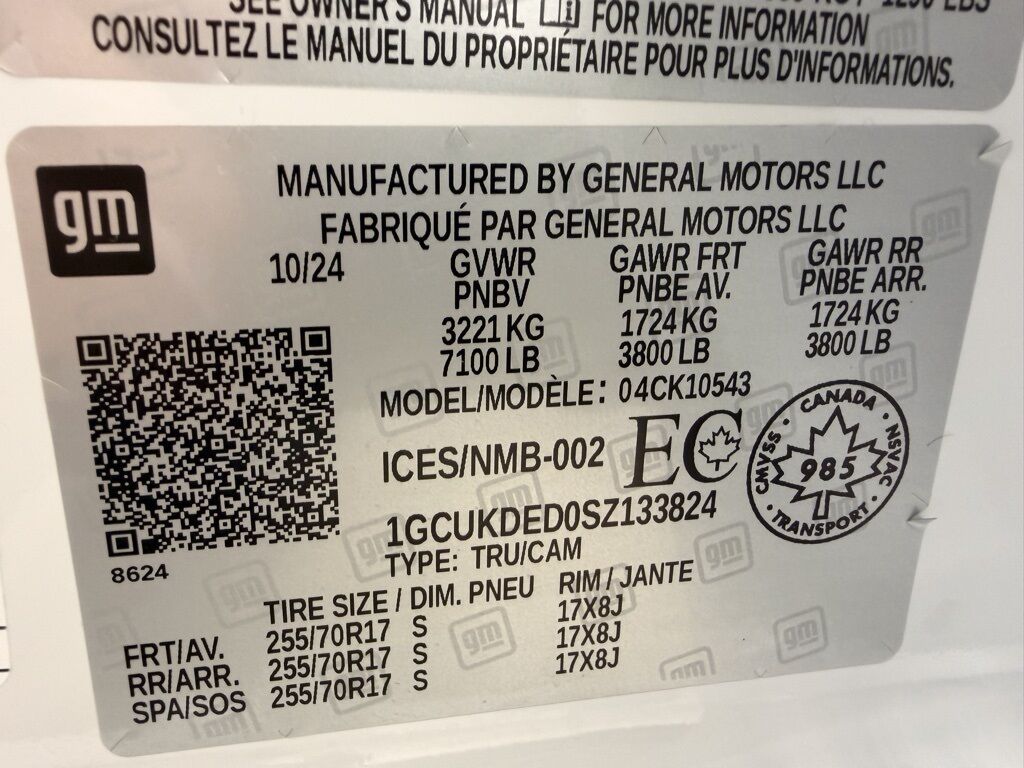 SEE OWNER'S MANUAL FOR MORE INFORMATION
CONSULTEZ LE MANUEL DU PROPRIÉTAIRE POUR PLUS D'INFORMATIONS.
gm
MANUFACTURED BY GENERAL MOTORS LLC
FABRIQUÉ PAR GENERAL MOTORS LLC
10/24 GVWR GAWR FRT GAWR RR
PNBV PNBE AV. PNBE ARR.
3221 KG 1724 KG 1724 KG
7100 LB 3800 LB 3800 LB
MODEL/MODÈLE: 04CK10543
ICES/NMB-002 EC
CANADA · NSVAC · TRANSPORT · CMVSS ·
985
1GCUKDED0SZ133824
TYPE: TRU/CAM
8624
TIRE SIZE / DIM. PNEU RIM / JANTE
FRT/AV. 255/70R17 S 17X8J
RR/ARR. 255/70R17 S 17X8J
SPA/SOS 255/70R17 S 17X8J